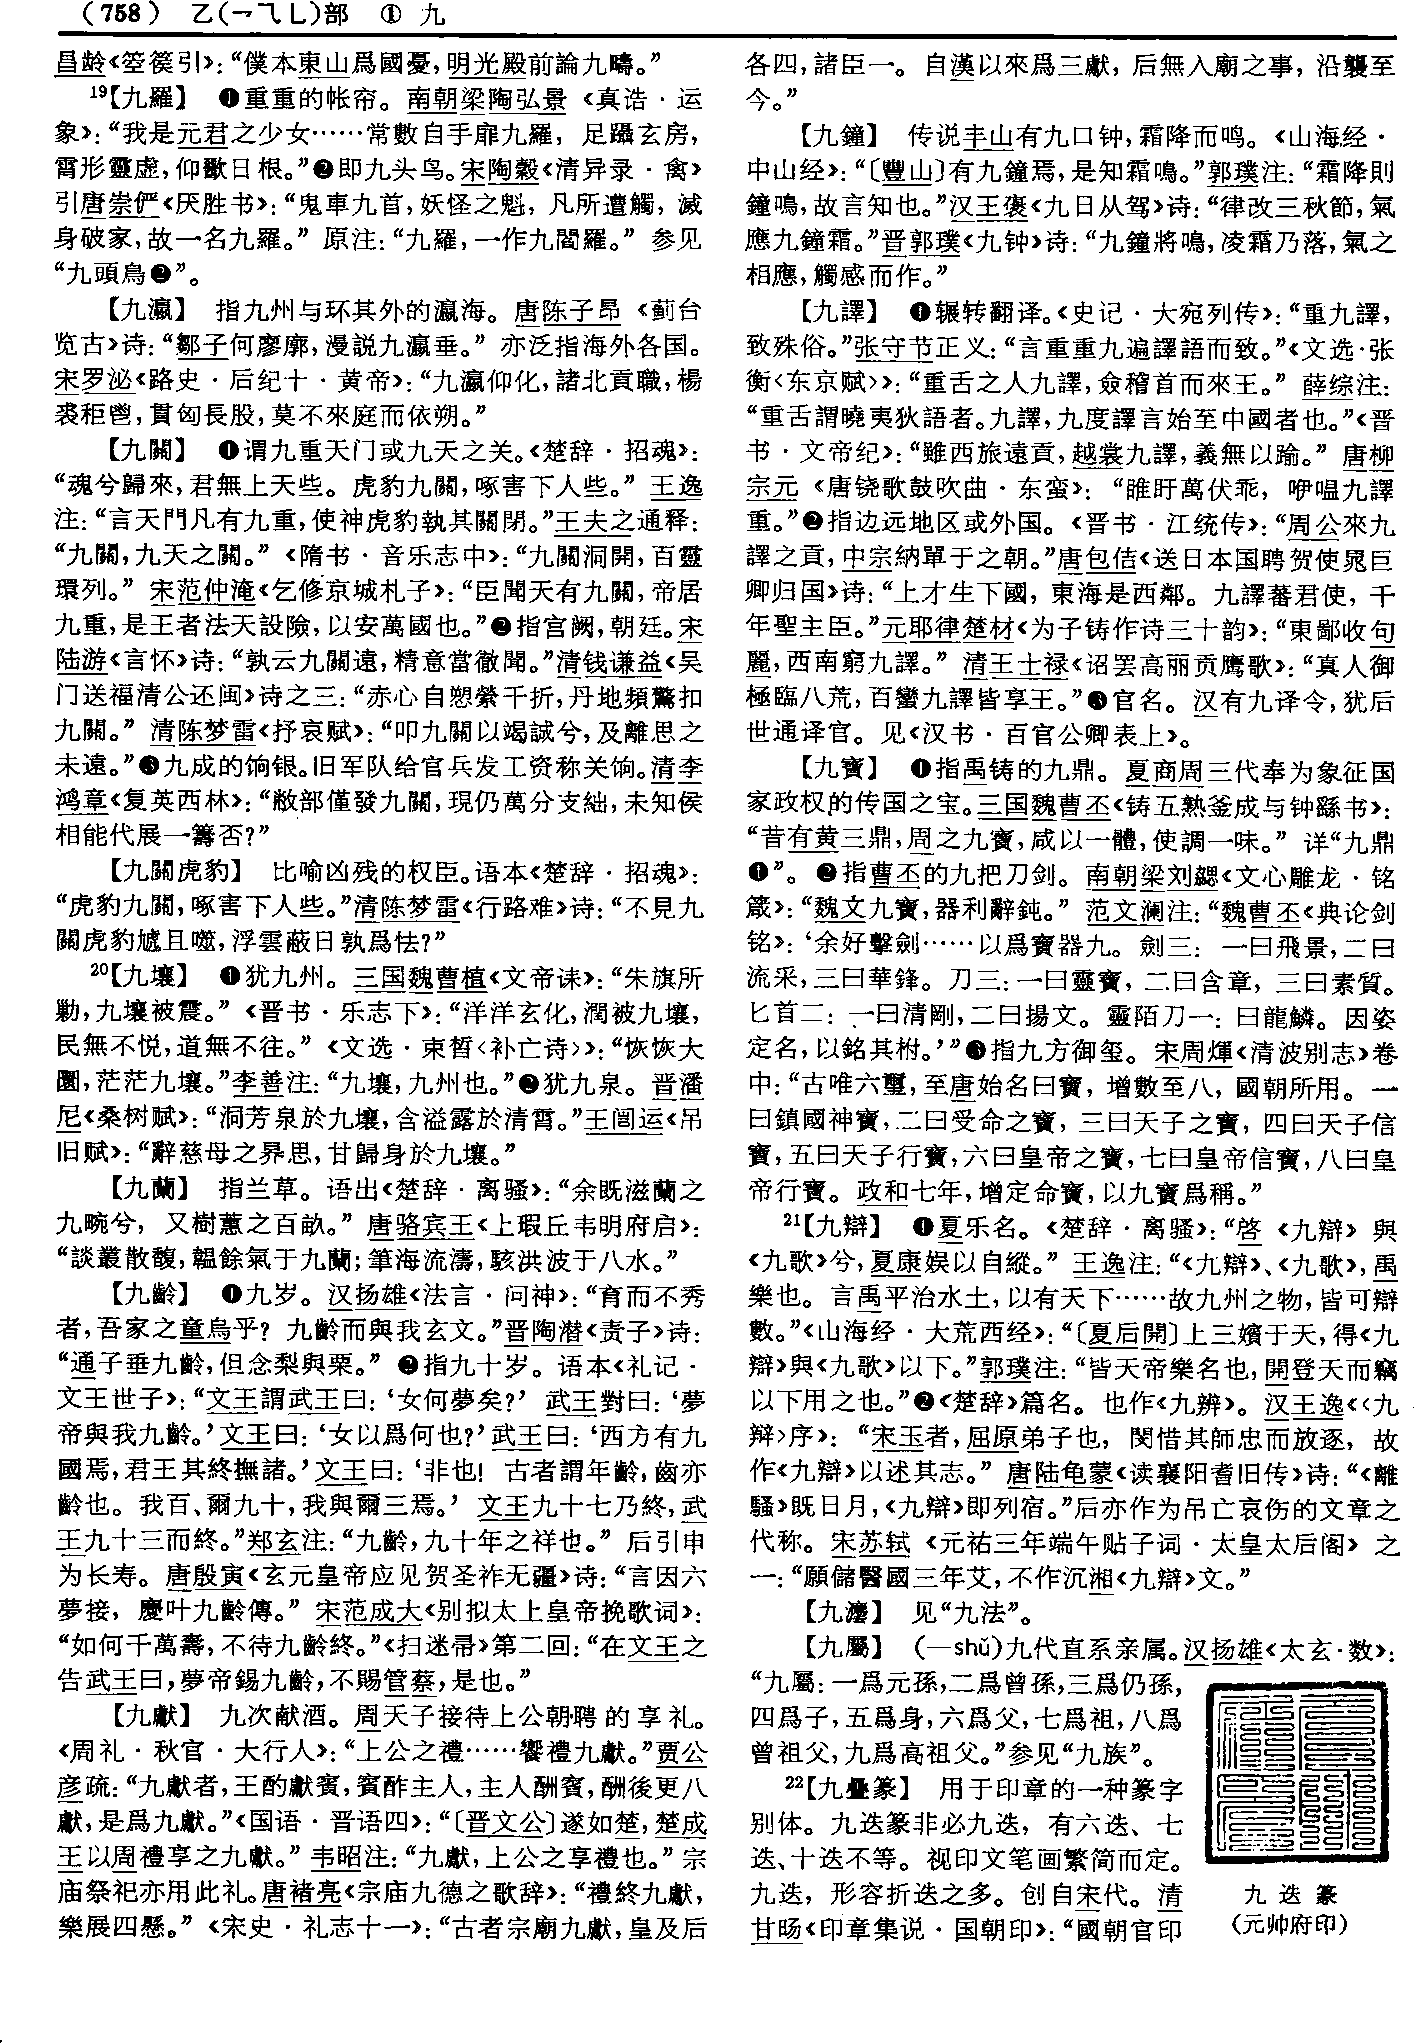 （758） 乙(乛⺄乚)部 ① 九
昌龄《箜篌引》：“僕本東山爲國憂，明光殿前論九疇。”
19【九羅】 ❶重重的帐帘。南朝梁陶弘景《真诰·运
象》：“我是元君之少女……常數自手扉九羅，足躡玄房，
霄形靈虚，仰歠日根。”❷即九头鸟。宋陶穀《清异录·禽》
引唐崇俨《厌胜书》：“鬼車九首，妖怪之魁，凡所遭觸，滅
身破家，故一名九羅。”原注：“九羅，一作九閻羅。”参见
“九頭鳥❷”。
【九瀛】 指九州与环其外的瀛海。唐陈子昂《蓟台
览古》诗：“鄒子何廖廓，漫説九瀛垂。”亦泛指海外各国。
宋罗泌《路史·后纪十·黄帝》：“九瀛仰化，諸北貢職，楊
裘秬鬯，貫匈長股，莫不來庭而依朔。”
【九關】 ❶谓九重天门或九天之关。《楚辞·招魂》：
“魂兮歸來，君無上天些。虎豹九關，啄害下人些。”王逸
注：“言天門凡有九重，使神虎豹執其關閉。”王夫之通释：
“九關，九天之關。”《隋书·音乐志中》：“九關洞開，百靈
環列。”宋范仲淹《乞修京城札子》：“臣聞天有九關，帝居
九重，是王者法天設險，以安萬國也。”❷指宫阙，朝廷。宋
陆游《言怀》诗：“孰云九關遠，精意當徹聞。”清钱谦益《吴
门送福清公还闽》诗之三：“赤心自愬縈千折，丹地頻驚扣
九關。”清陈梦雷《抒哀赋》：“叩九關以竭誠兮，及離思之
未遠。”❸九成的饷银。旧军队给官兵发工资称关饷。清李
鸿章《复英西林》：“敝部僅發九關，現仍萬分支絀，未知侯
相能代展一籌否？”
【九關虎豹】 比喻凶残的权臣。语本《楚辞·招魂》：
“虎豹九關，啄害下人些。”清陈梦雷《行路难》诗：“不見九
關虎豹虓且噬，浮雲蔽日孰爲怯？”
20【九壤】 ❶犹九州。三国魏曹植《文帝诔》：“朱旗所
勦，九壤被震。”《晋书·乐志下》：“洋洋玄化，潤被九壤，
民無不悦，道無不往。”《文选·束晳〈补亡诗〉》：“恢恢大
圜，茫茫九壤。”李善注：“九壤，九州也。”❷犹九泉。晋潘
尼《桑树赋》：“洞芳泉於九壤，含溢露於清霄。”王闿运《吊
旧赋》：“辭慈母之界思，甘歸身於九壤。”
【九蘭】 指兰草。语出《楚辞·离骚》：“余既滋蘭之
九畹兮，又樹蕙之百畝。”唐骆宾王《上瑕丘韦明府启》：
“談叢散馥，韞餘氣于九蘭；筆海流濤，駭洪波于八水。”
【九齡】 ❶九岁。汉扬雄《法言·问神》：“育而不秀
者，吾家之童烏乎？九齡而與我玄文。”晋陶潜《责子》诗：
“通子垂九齡，但念梨與栗。”❷指九十岁。语本《礼记·
文王世子》：“文王謂武王曰：‘女何夢矣？’武王對曰：‘夢
帝與我九齡。’文王曰：‘女以爲何也？’武王曰：‘西方有九
國焉，君王其終撫諸。’文王曰：‘非也！古者謂年齡，齒亦
齡也。我百、爾九十，我與爾三焉。’文王九十七乃終，武
王九十三而終。”郑玄注：“九齡，九十年之祥也。”后引申
为长寿。唐殷寅《玄元皇帝应见贺圣祚无疆》诗：“言因六
夢接，慶叶九齡傳。”宋范成大《别拟太上皇帝挽歌词》：
“如何千萬壽，不待九齡終。”《扫迷帚》第二回：“在文王之
告武王曰，夢帝錫九齡，不賜管蔡，是也。”
【九獻】 九次献酒。周天子接待上公朝聘的享礼。
《周礼·秋官·大行人》：“上公之禮……饗禮九獻。”贾公
彦疏：“九獻者，王酌獻賓，賓酢主人，主人酬賓，酬後更八
獻，是爲九獻。”《国语·晋语四》：“〔晋文公〕遂如楚，楚成
王以周禮享之九獻。”韦昭注：“九獻，上公之享禮也。”宗
庙祭祀亦用此礼。唐褚亮《宗庙九德之歌辞》：“禮終九獻，
樂展四懸。”《宋史·礼志十一》：“古者宗廟九獻，皇及后
各四，諸臣一。自漢以來爲三獻，后無入廟之事，沿襲至
今。”
【九鐘】 传说丰山有九口钟，霜降而鸣。《山海经·
中山经》：“〔豐山〕有九鐘焉，是知霜鳴。”郭璞注：“霜降則
鐘鳴，故言知也。”汉王褒《九日从驾》诗：“律改三秋節，氣
應九鐘霜。”晋郭璞《九钟》诗：“九鐘將鳴，凌霜乃落，氣之
相應，觸感而作。”
【九譯】 ❶辗转翻译。《史记·大宛列传》：“重九譯，
致殊俗。”张守节正义：“言重重九遍譯語而致。”《文选·张
衡〈东京赋〉》：“重舌之人九譯，僉稽首而來王。”薛综注：
“重舌謂曉夷狄語者。九譯，九度譯言始至中國者也。”《晋
书·文帝纪》：“雖西旅遠貢，越裳九譯，義無以踰。”唐柳
宗元《唐铙歌鼓吹曲·东蛮》：“睢盱萬伏乖，咿嗢九譯
重。”❷指边远地区或外国。《晋书·江统传》：“周公來九
譯之貢，中宗納單于之朝。”唐包佶《送日本国聘贺使晁巨
卿归国》诗：“上才生下國，東海是西鄰。九譯蕃君使，千
年聖主臣。”元耶律楚材《为子铸作诗三十韵》：“東鄙收句
麗，西南窮九譯。”清王士禄《诏罢高丽贡鹰歌》：“真人御
極臨八荒，百蠻九譯皆享王。”❸官名。汉有九译令，犹后
世通译官。见《汉书·百官公卿表上》。
【九寶】 ❶指禹铸的九鼎。夏商周三代奉为象征国
家政权的传国之宝。三国魏曹丕《铸五熟釜成与钟繇书》：
“昔有黄三鼎，周之九寶，咸以一體，使調一味。”详“九鼎
❶”。❷指曹丕的九把刀剑。南朝梁刘勰《文心雕龙·铭
箴》：“魏文九寶，器利辭鈍。”范文澜注：“魏曹丕《典论剑
铭》：‘余好擊劍……以爲寶器九。劍三：一曰飛景，二曰
流采，三曰華鋒。刀三：一曰靈寶，二曰含章，三曰素質。
匕首二：一曰清剛，二曰揚文。靈陌刀一：曰龍鱗。因姿
定名，以銘其柎。’”❸指九方御玺。宋周煇《清波别志》卷
中：“古唯六璽，至唐始名曰寶，增數至八，國朝所用。一
曰鎮國神寶，二曰受命之寶，三曰天子之寶，四曰天子信
寶，五曰天子行寶，六曰皇帝之寶，七曰皇帝信寶，八曰皇
帝行寶。政和七年，增定命寶，以九寶爲稱。”
21【九辯】 ❶夏乐名。《楚辞·离骚》：“啓《九辯》與
《九歌》兮，夏康娱以自縱。”王逸注：“《九辯》、《九歌》，禹
樂也。言禹平治水土，以有天下……故九州之物，皆可辯
數。”《山海经·大荒西经》：“〔夏后開〕上三嬪于天，得《九
辯》與《九歌》以下。”郭璞注：“皆天帝樂名也，開登天而竊
以下用之也。”❷《楚辞》篇名。也作《九辨》。汉王逸《〈九
辩〉序》：“宋玉者，屈原弟子也，閔惜其師忠而放逐，故
作《九辯》以述其志。”唐陆龟蒙《读襄阳耆旧传》诗：“《離
騷》既日月，《九辯》即列宿。”后亦作为吊亡哀伤的文章之
代称。宋苏轼《元祐三年端午贴子词·太皇太后阁》之
一：“願儲醫國三年艾，不作沉湘《九辯》文。”
【九灋】 见“九法”。
【九屬】 （—shǔ）九代直系亲属。汉扬雄《太玄·数》：
“九屬：一爲元孫，二爲曾孫，三爲仍孫，
四爲子，五爲身，六爲父，七爲祖，八爲
曾祖父，九爲高祖父。”参见“九族”。
22【九疊篆】 用于印章的一种篆字
别体。九迭篆非必九迭，有六迭、七
迭、十迭不等。视印文笔画繁简而定。
九迭，形容折迭之多。创自宋代。清
甘旸《印章集说·国朝印》：“國朝官印
九迭篆
（元帅府印）